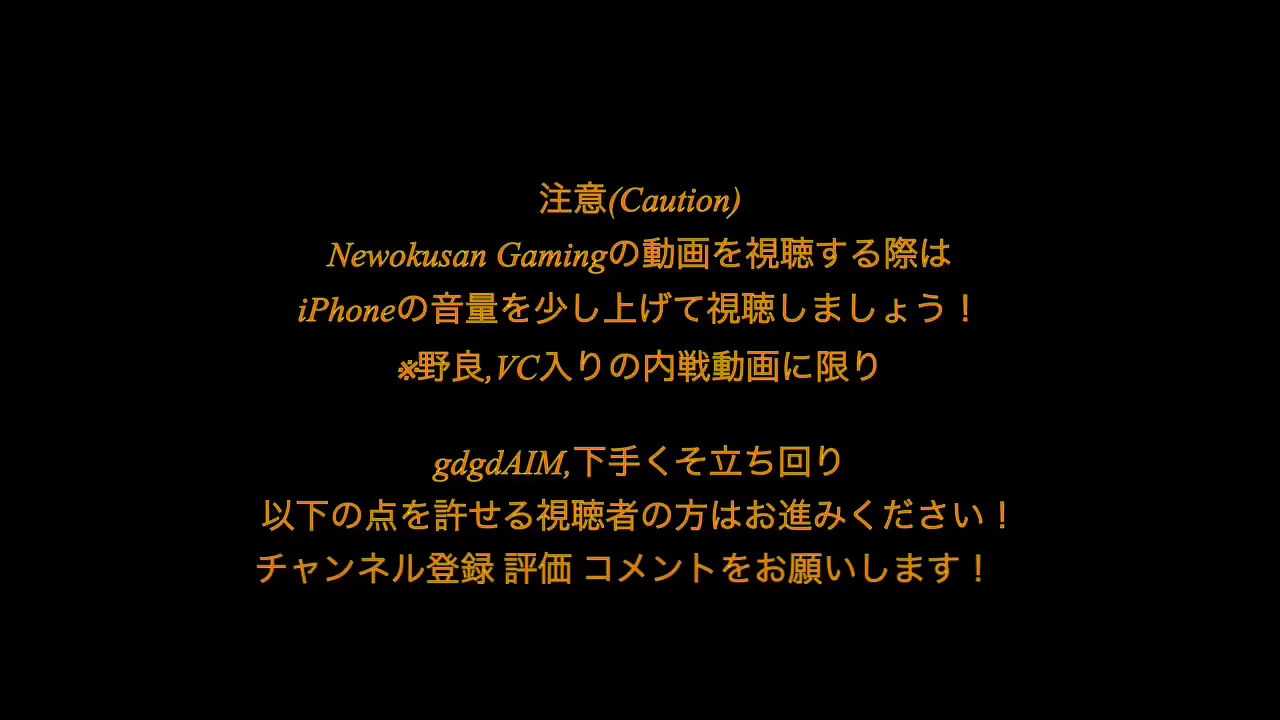 注意(Caution)
Newokusan Gamingの動画を視聴する際は
iPhoneの音量を少し上げて視聴しましょう！
※野良,VC入りの内戦動画に限り
gdgdAIM,下手くそ立ち回り
以下の点を許せる視聴者の方はお進みください！
チャンネル登録 評価 コメントをお願いします！